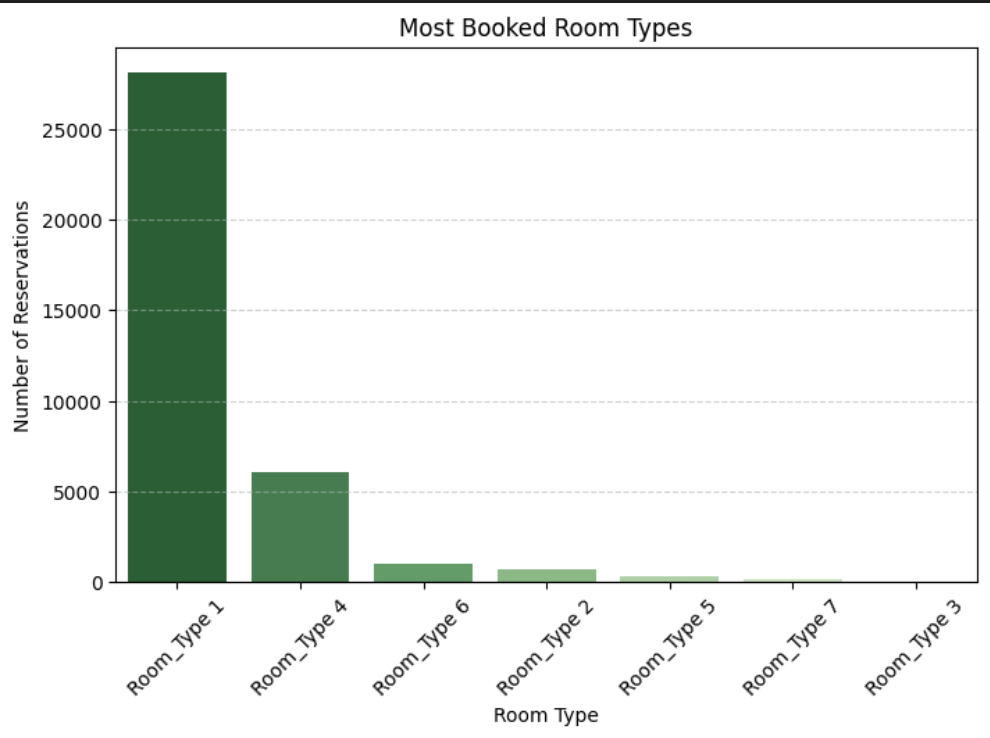 Most Booked Room Types
Number of Reservations
25000
20000
15000
10000
5000
0
Room_Type 1
Room_Type 4
Room_Type 6
Room_Type 2
Room_Type 5
Room_Type 7
Room_Type 3
Room Type